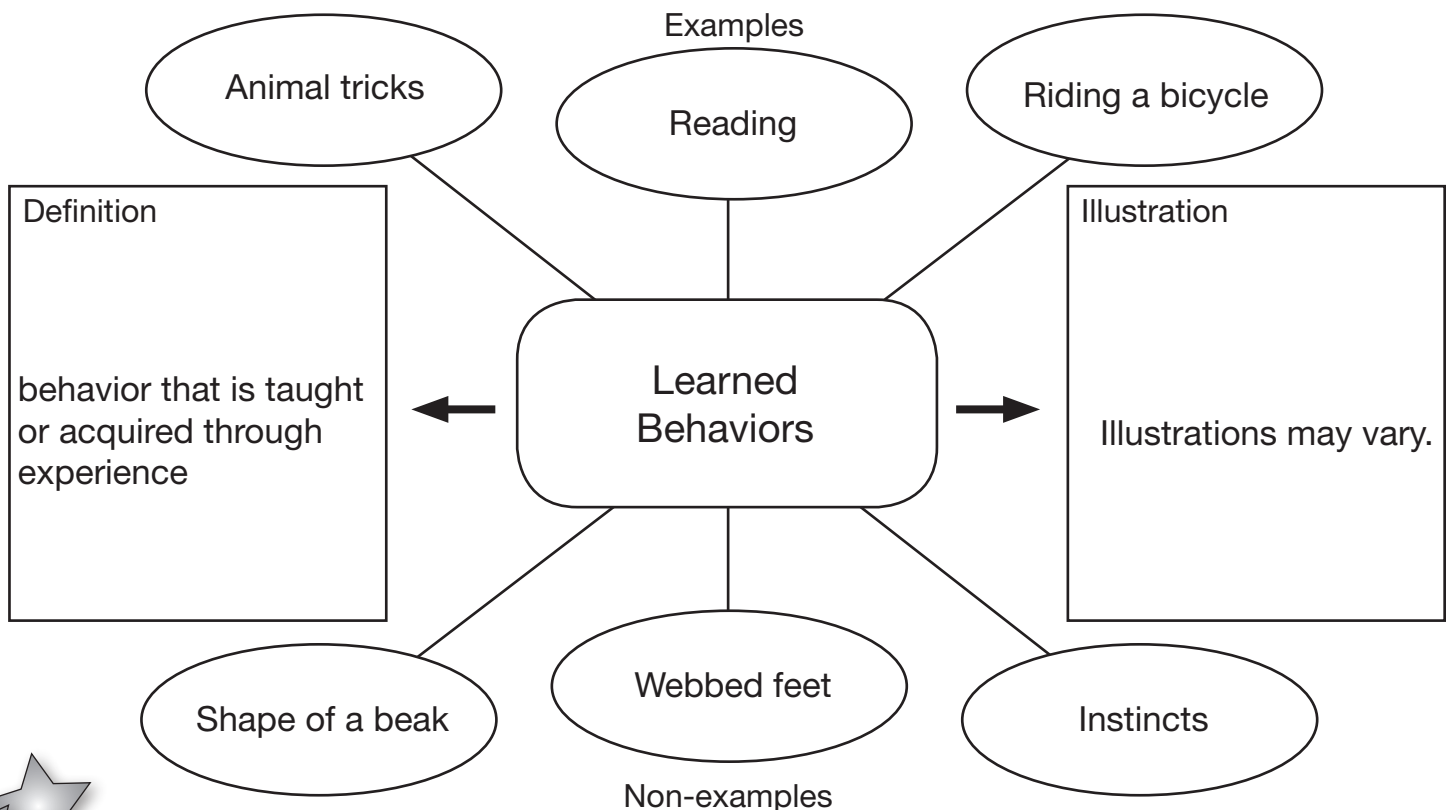 Examples
Animal tricks
Reading
Riding a bicycle
Definition
behavior that is taught
or acquired through
experience
Learned
Behaviors
Illustration
Illustrations may vary.
Shape of a beak
Webbed feet
Instincts
Non-examples